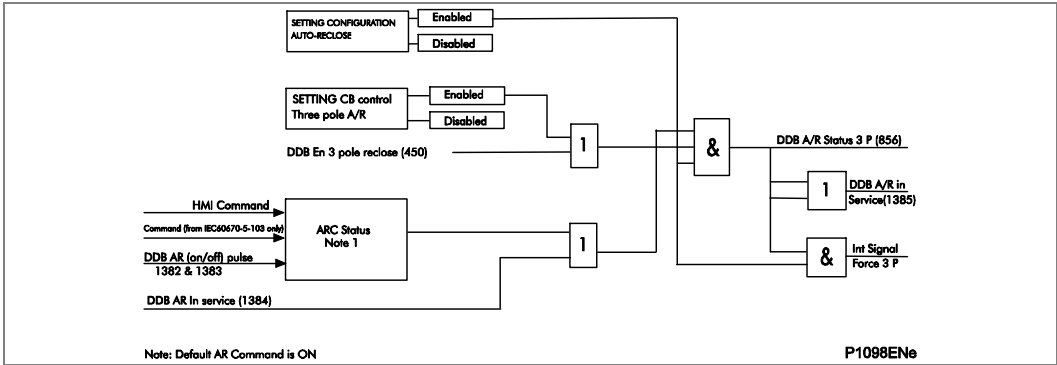 SETTING CONFIGURATION
AUTO-RECLOSE
Enabled
Disabled
SETTING CB control
Three pole A/R
Enabled
Disabled
DDB En 3 pole reclose (450)
1
&
DDB A/R Status 3 P (856)
1
DDB A/R in
Service(1385)
HMI Command
Command (from IEC60670-5-103 only)
DDB AR (on/off) pulse
1382 & 1383
ARC Status
Note 1
1
&
Int Signal
Force 3 P
DDB AR In service (1384)
Note: Default AR Command is ON
P1098ENe